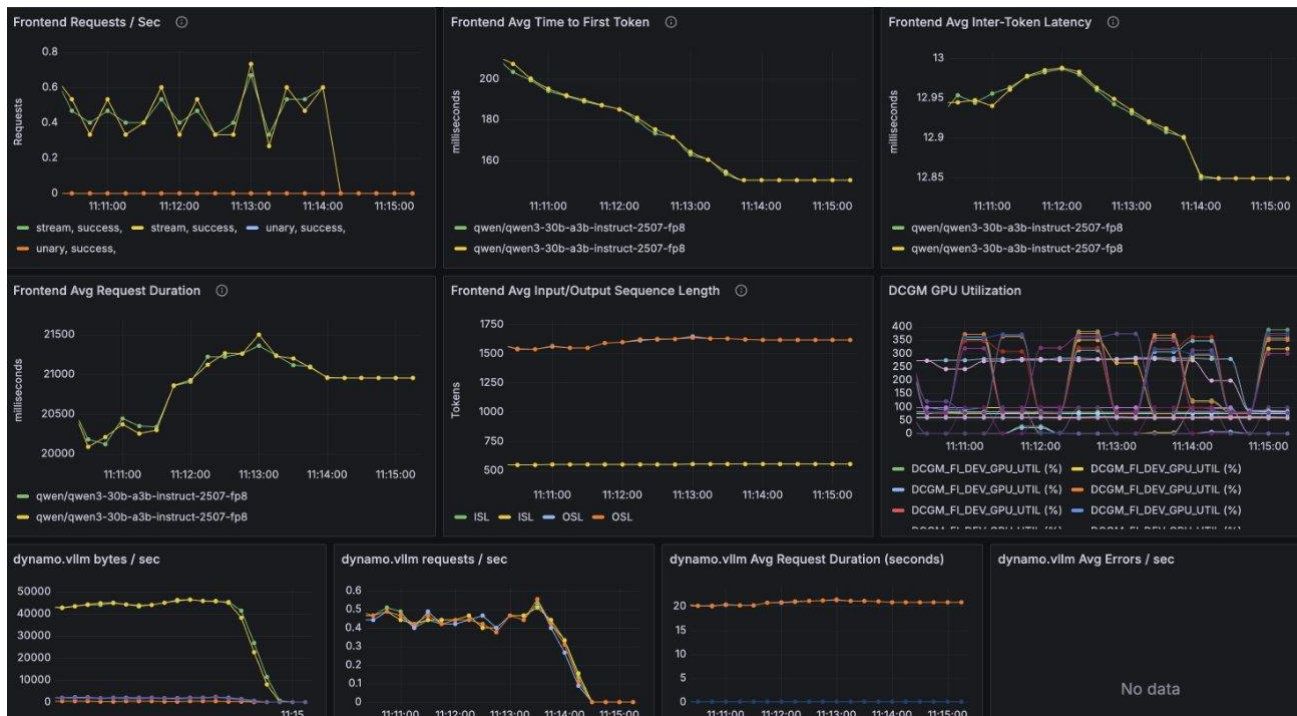 Frontend Requests / Sec
0.8
0.6
0.4
0.2
0
Requests
11:11:00 11:12:00 11:13:00 11:14:00 11:15:00
stream, success, stream, success, unary, success,
unary, success,
Frontend Avg Time to First Token
200
180
160
milliseconds
11:11:00 11:12:00 11:13:00 11:14:00 11:15:00
qwen/qwen3-30b-a3b-instruct-2507-fp8
qwen/qwen3-30b-a3b-instruct-2507-fp8
Frontend Avg Inter-Token Latency
13
12.95
12.9
12.85
milliseconds
11:11:00 11:12:00 11:13:00 11:14:00 11:15:00
qwen/qwen3-30b-a3b-instruct-2507-fp8
qwen/qwen3-30b-a3b-instruct-2507-fp8
Frontend Avg Request Duration
21500
21000
20500
20000
milliseconds
11:11:00 11:12:00 11:13:00 11:14:00 11:15:00
qwen/qwen3-30b-a3b-instruct-2507-fp8
qwen/qwen3-30b-a3b-instruct-2507-fp8
Frontend Avg Input/Output Sequence Length
1750
1500
1250
1000
750
500
Tokens
11:11:00 11:12:00 11:13:00 11:14:00 11:15:00
ISL ISL OSL OSL
DCGM GPU Utilization
400
350
300
250
200
150
100
50
0
11:11:00 11:12:00 11:13:00 11:14:00 11:15:00
DCGM_FI_DEV_GPU_UTIL (%) DCGM_FI_DEV_GPU_UTIL (%)
DCGM_FI_DEV_GPU_UTIL (%) DCGM_FI_DEV_GPU_UTIL (%)
DCGM_FI_DEV_GPU_UTIL (%) DCGM_FI_DEV_GPU_UTIL (%)
DCGM_FI_DEV_GPU_UTIL (%) DCGM_FI_DEV_GPU_UTIL (%)
dynamo.vllm bytes / sec
50000
40000
30000
20000
10000
0
11:15
dynamo.vllm requests / sec
0.6
0.5
0.4
0.3
0.2
0.1
0
11:11:00 11:12:00 11:13:00 11:14:00 11:15:00
dynamo.vllm Avg Request Duration (seconds)
20
15
10
5
0
11:11:00 11:12:00 11:13:00 11:14:00 11:15:00
dynamo.vllm Avg Errors / sec
No data